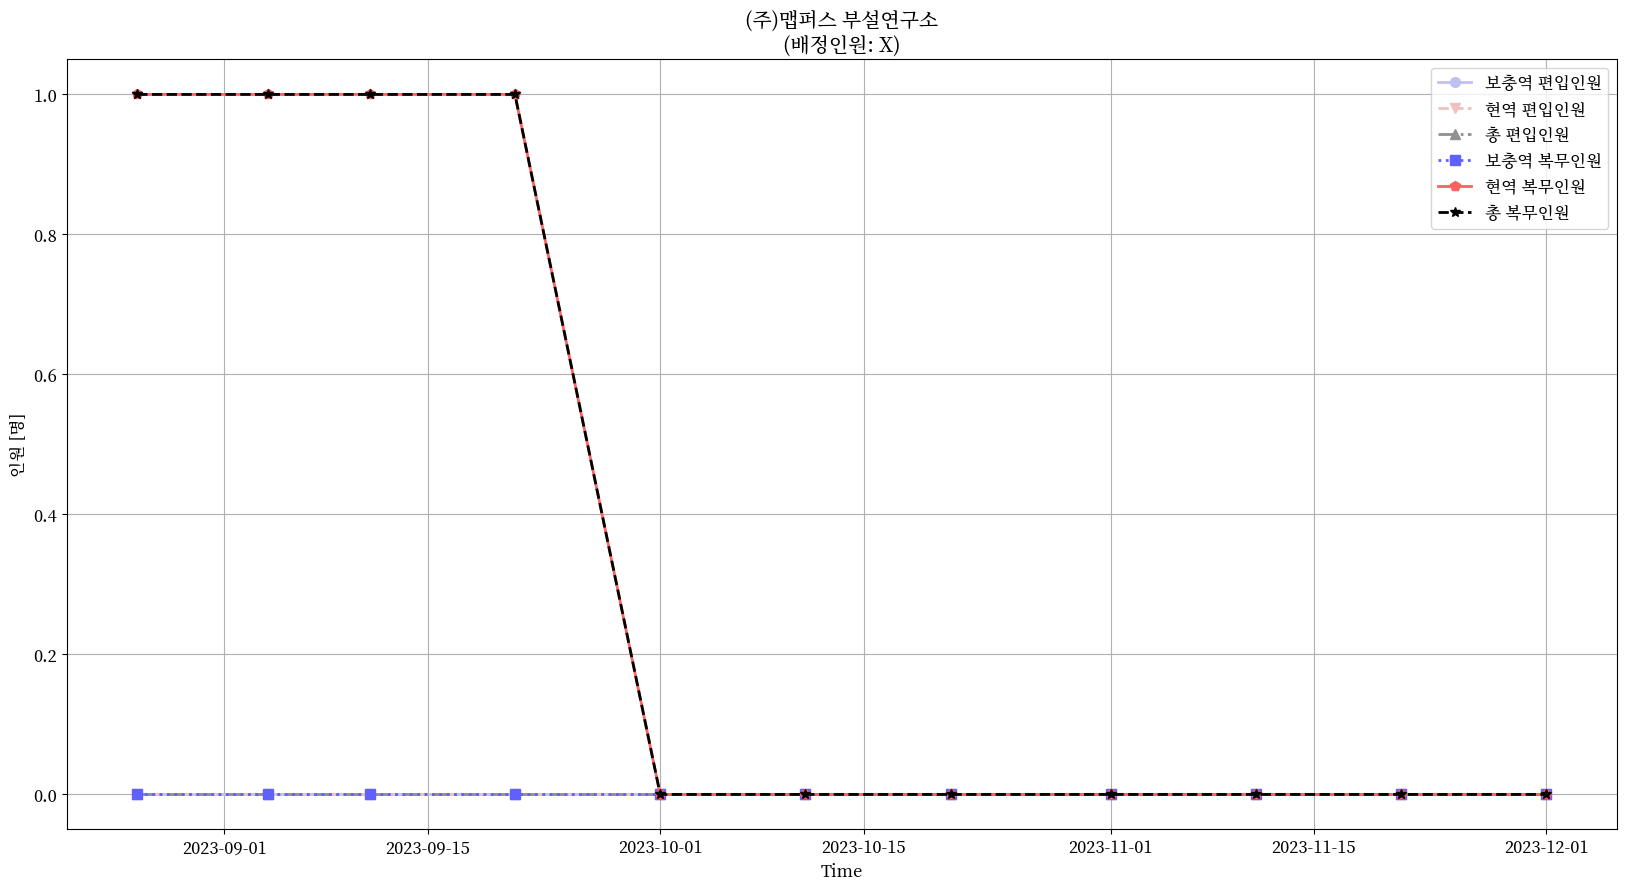 (주)맵퍼스 부설연구소
(배정인원: X)
보충역 편입인원
현역 편입인원
총 편입인원
보충역 복무인원
현역 복무인원
총 복무인원
인원 [명]
1.0
0.8
0.6
0.4
0.2
0.0
2023-09-01
2023-09-15
2023-10-01
2023-10-15
2023-11-01
2023-11-15
2023-12-01
Time